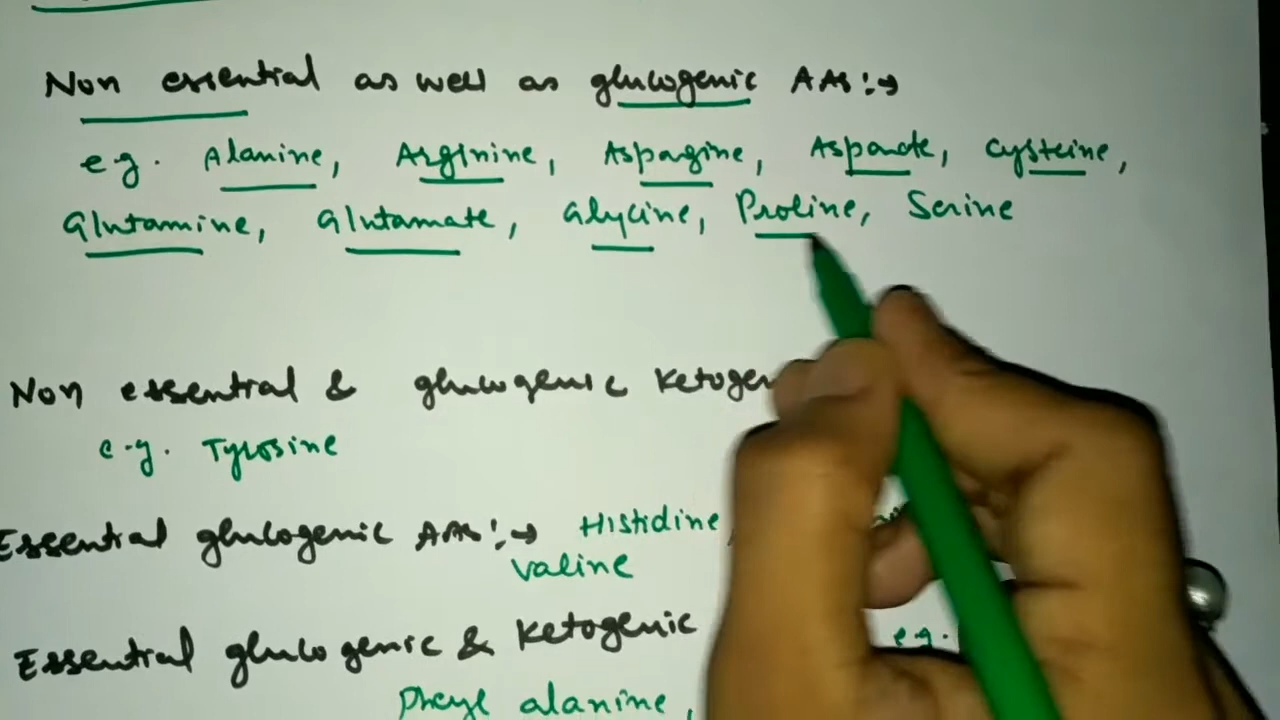 Non essential as well as glucogenic AAs:→
e.g. Alanine, Arginine, Aspagine, Aspartate, Cysteine,
Glutamine, Glutamate, Glycine, Proline, Serine
Non essential & glucogenic Ketogen
e.g. Tyrosine
Essential glucogenic AAs:→ Histidine
Valine
Essential glucogenic & Ketogenic e.g.
Phenyl alanine,